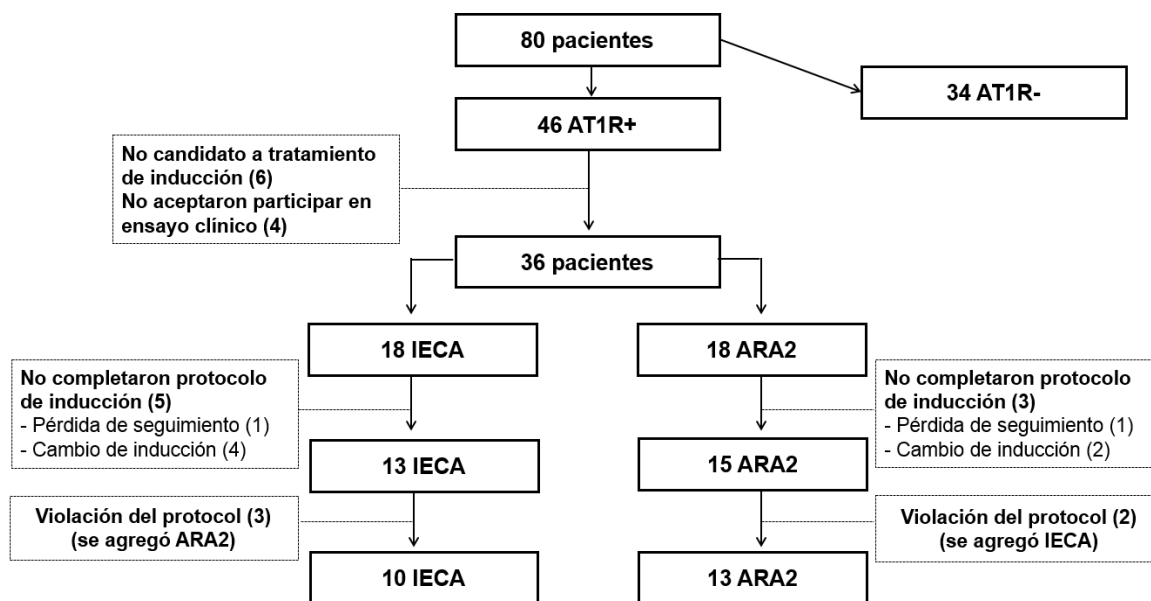 80 pacientes
34 AT1R-
46 AT1R+
No candidato a tratamiento
de inducción (6)
No aceptaron participar en
ensayo clínico (4)
36 pacientes
18 IECA
18 ARA2
No completaron protocolo
de inducción (5)
- Pérdida de seguimiento (1)
- Cambio de inducción (4)
No completaron protocolo
de inducción (3)
- Pérdida de seguimiento (1)
- Cambio de inducción (2)
13 IECA
15 ARA2
Violación del protocol (3)
(se agregó ARA2)
Violación del protocol (2)
(se agregó IECA)
10 IECA
13 ARA2